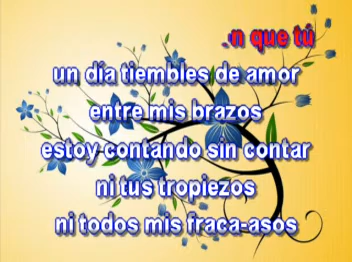 .n que tú
un día tiembles de amor
entre mis brazos
estoy contando sin contar
ni tus tropiezos
ni todos mis fraca-asos